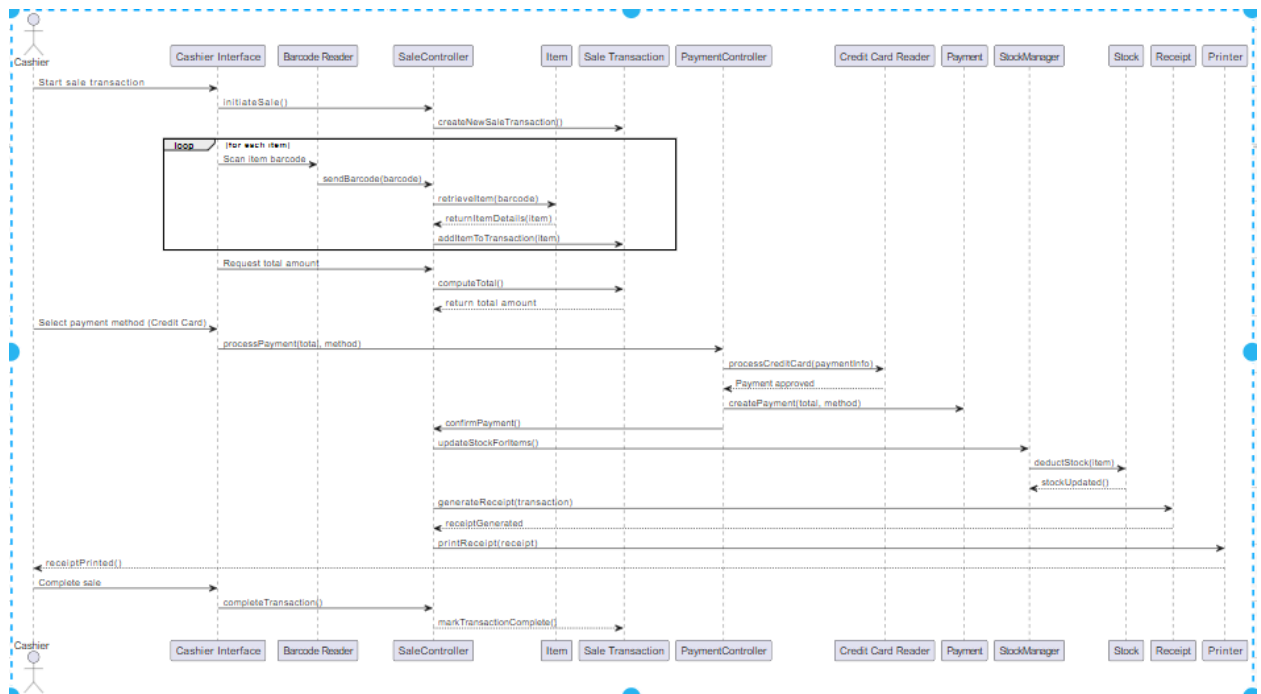 Cashier
Cashier Interface
Barcode Reader
SaleController
Item
Sale Transaction
PaymentController
Credit Card Reader
Payment
StockManager
Stock
Receipt
Printer
Start sale transaction
initiateSale()
createNewSaleTransaction()
loop
[for each item]
Scan item barcode
sendBarcode(barcode)
retrieveItem(barcode)
returnItemDetails(item)
addItemToTransaction(item)
Request total amount
computeTotal()
return total amount
Select payment method (Credit Card)
processPayment(total, method)
processCreditCard(paymentInfo)
Payment approved
createPayment(total, method)
confirmPayment()
updateStockForItems()
deductStock(item)
stockUpdated()
generateReceipt(transaction)
receiptGenerated
printReceipt(receipt)
receiptPrinted()
Complete sale
completeTransaction()
markTransactionComplete()
Cashier
Cashier Interface
Barcode Reader
SaleController
Item
Sale Transaction
PaymentController
Credit Card Reader
Payment
StockManager
Stock
Receipt
Printer